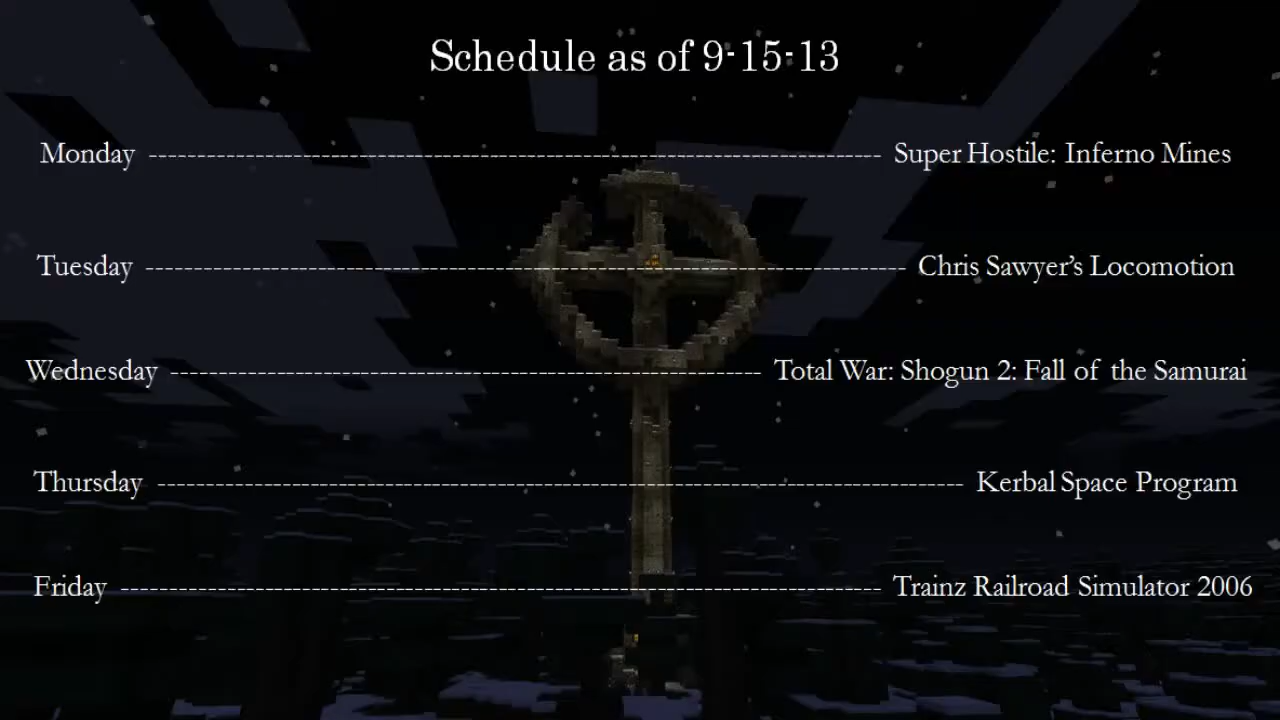 Schedule as of 9-15-13
Monday ---------------------------------------------------------------------------- Super Hostile: Inferno Mines
Tuesday ------------------------------------------------------------------------------- Chris Sawyer’s Locomotion
Wednesday ------------------------------------------------------------- Total War: Shogun 2: Fall of the Samurai
Thursday ----------------------------------------------------------------------------------- Kerbal Space Program
Friday ------------------------------------------------------------------------------- Trainz Railroad Simulator 2006